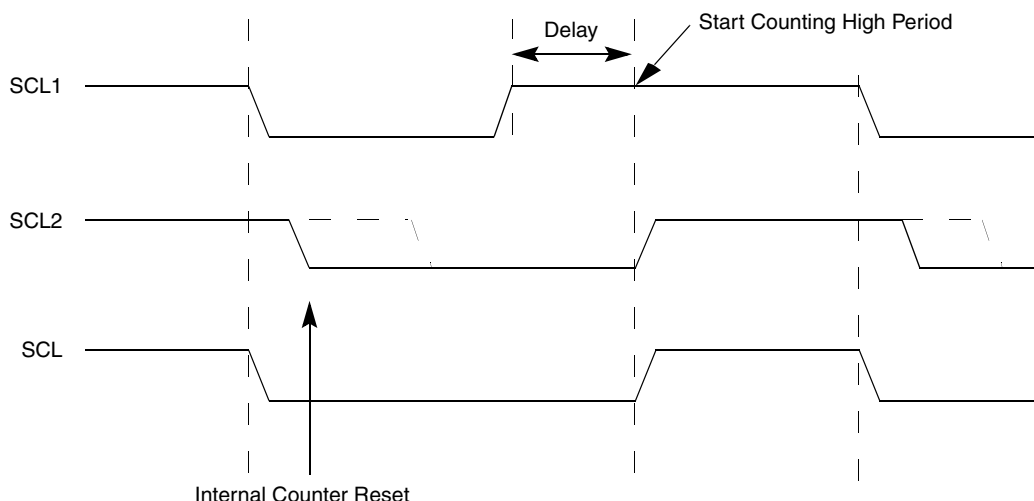 Delay
Start Counting High Period
SCL1
SCL2
SCL
Internal Counter Reset